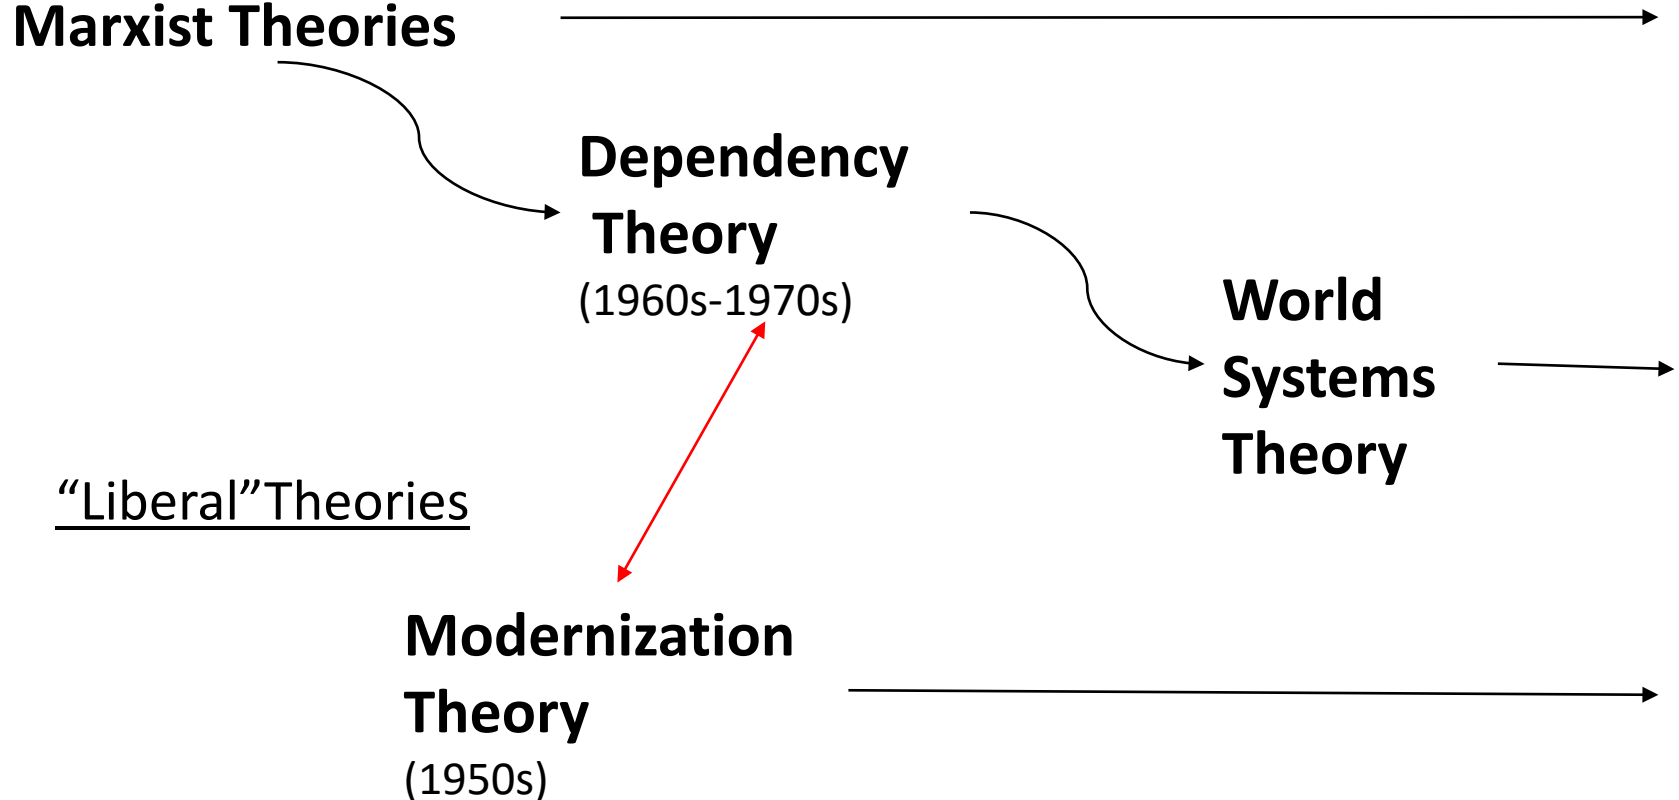 Marxist Theories
Dependency
Theory
(1960s-1970s)
World
Systems
Theory
“Liberal”Theories
Modernization
Theory
(1950s)